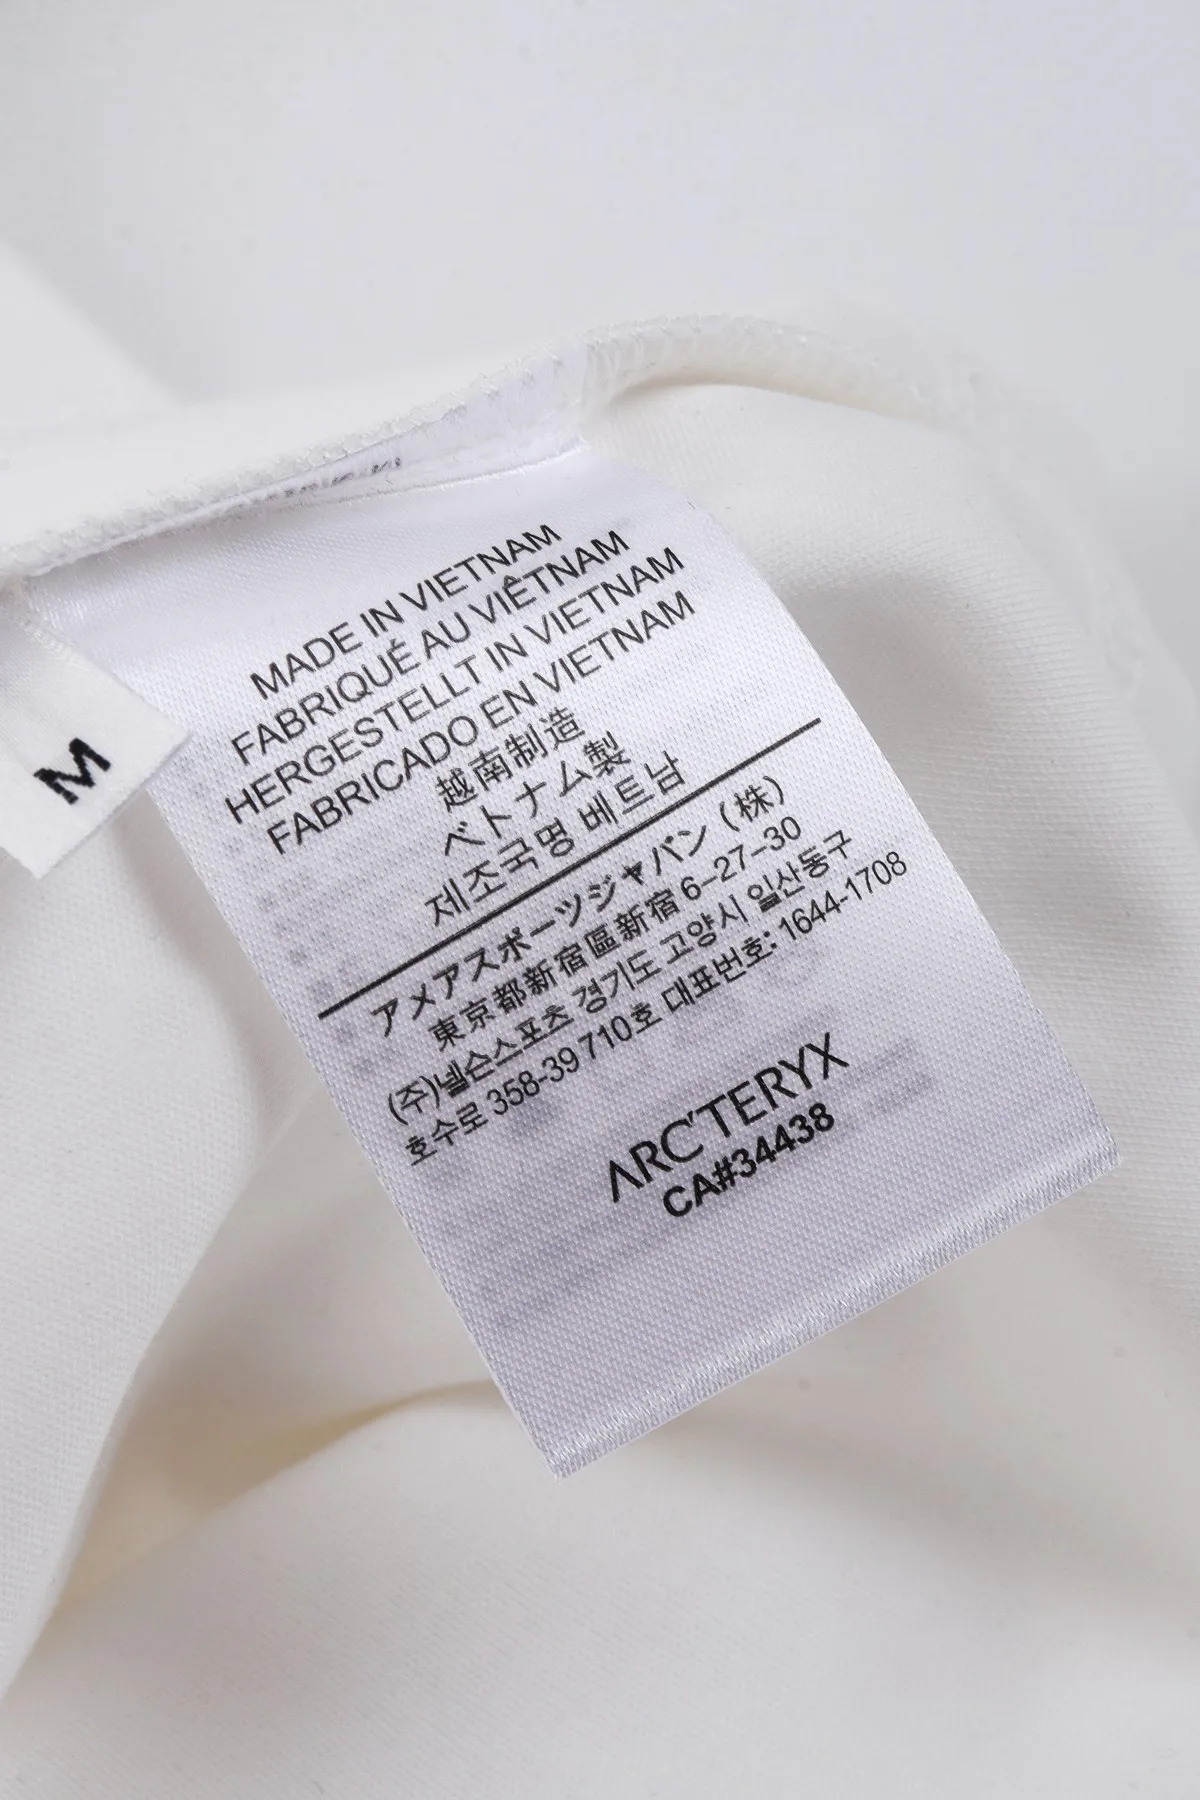 M
MADE IN VIETNAM
FABRIQUÉ AU VIÊTNAM
HERGESTELLT IN VIETNAM
FABRICADO EN VIETNAM
越南制造
ベトナム製
제조국명 베트남
アメアスポーツジャパン（株）
東京都新宿區新宿6–27–30
(주)넬슨스포츠 경기도 고양시 일산동구
호수로 358-39 710호 대표번호: 1644-1708
ARC'TERYX
CA#34438